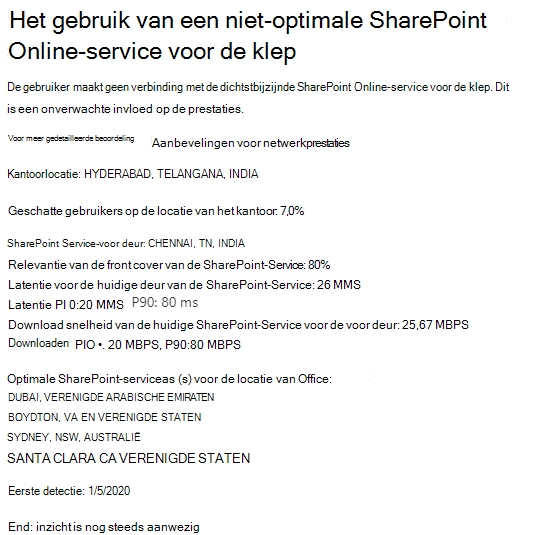 Het gebruik van een niet-optimale SharePoint
Online-service voor de klep
De gebruiker maakt geen verbinding met de dichtstbijzijnde SharePoint Online-service voor de klep. Dit
is een onverwachte invloed op de prestaties.
Voor meer gedetailleerde beoordeling Aanbevelingen voor netwerkprestaties
Kantoorlocatie: HYDERABAD, TELANGANA, INDIA
Geschatte gebruikers op de locatie van het kantoor: 7,0%
SharePoint Service-voor deur: CHENNAI, TN, INDIA
Relevantie van de front cover van de SharePoint-Service: 80%
Latentie voor de huidige deur van de SharePoint-Service: 26 MMS
Latentie PI 0:20 MMS P90: 80 ms
Download snelheid van de huidige SharePoint-Service voor de voor deur: 25,67 MBPS
Downloaden PIO •. 20 MBPS, P90:80 MBPS
Optimale SharePoint-serviceas (s) voor de locatie van Office:
DUBAI, VERENIGDE ARABISCHE EMIRATEN
BOYDTON, VA EN VERENIGDE STATEN
SYDNEY, NSW, AUSTRALIË
SANTA CLARA CA VERENIGDE STATEN
Eerste detectie: 1/5/2020
End: inzicht is nog steeds aanwezig